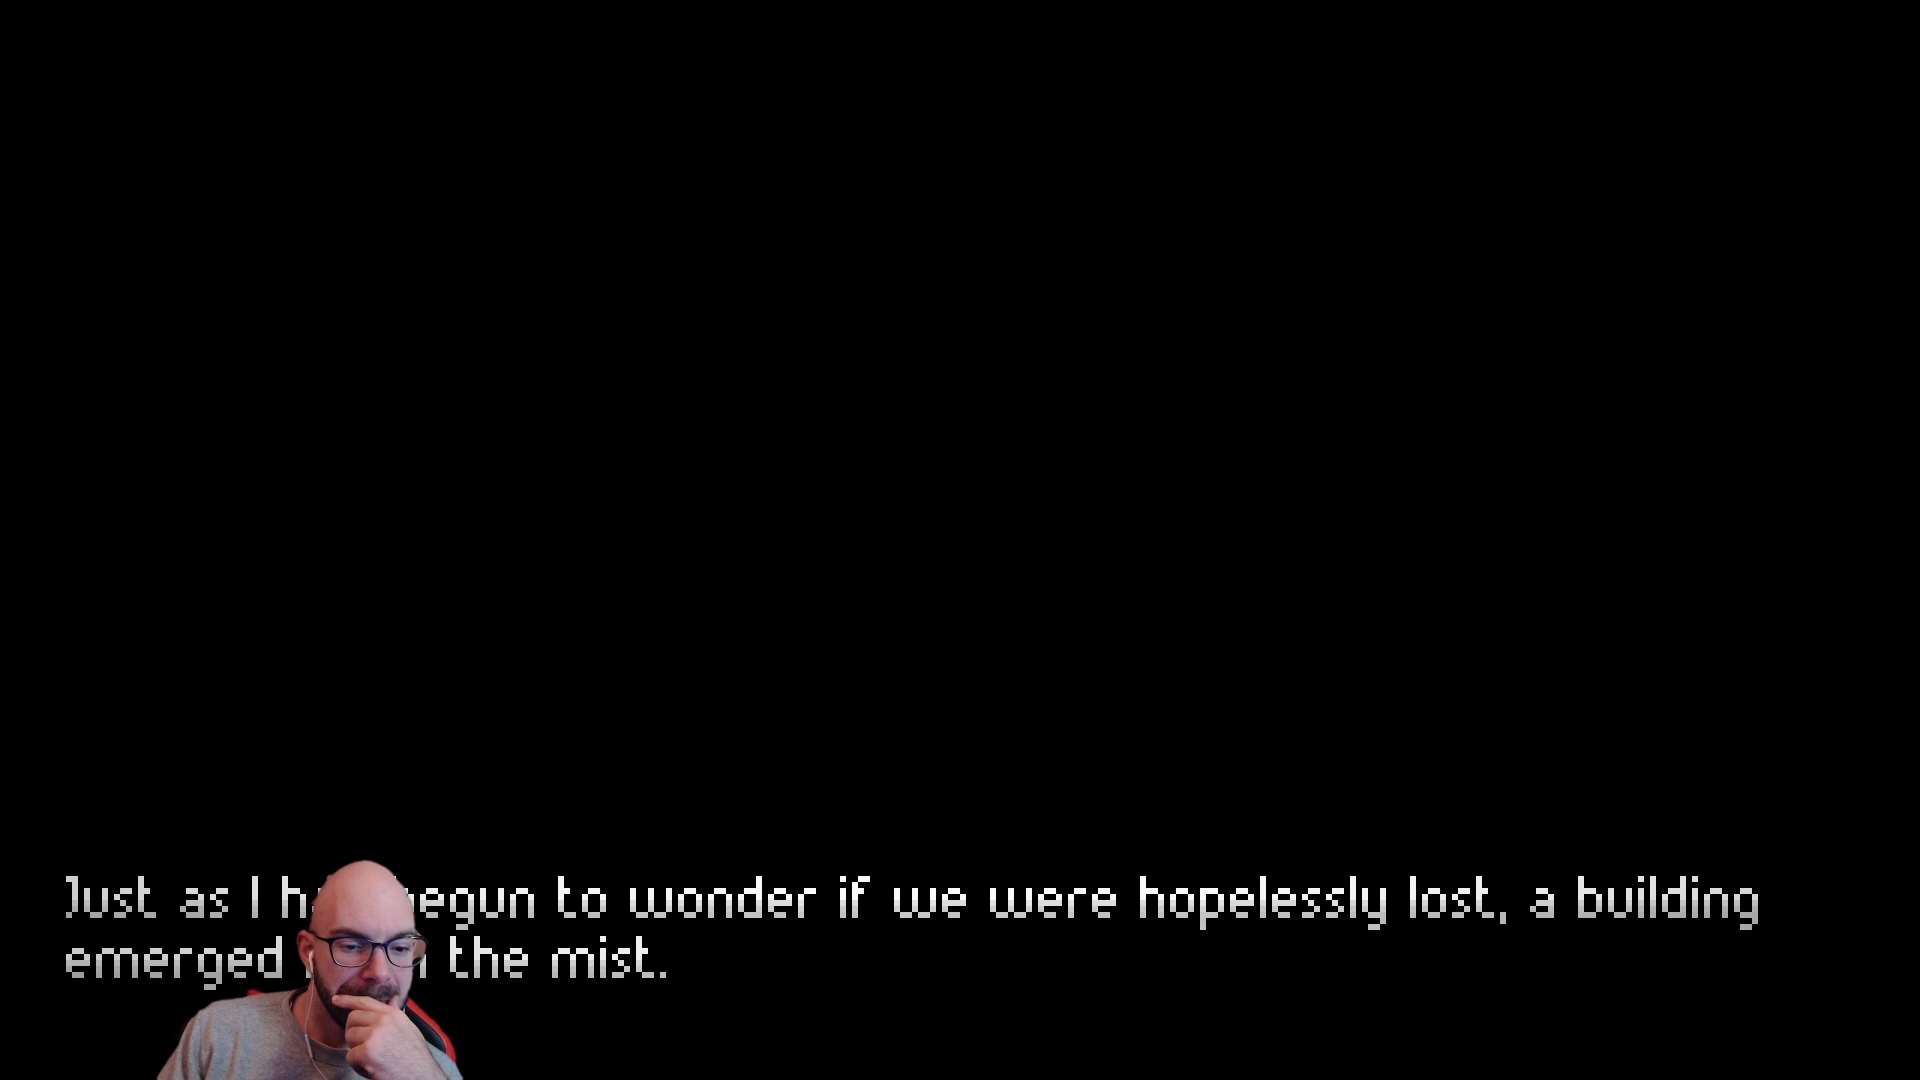 Just as I begun to wonder if we were hopelessly lost, a building
emerged the mist.